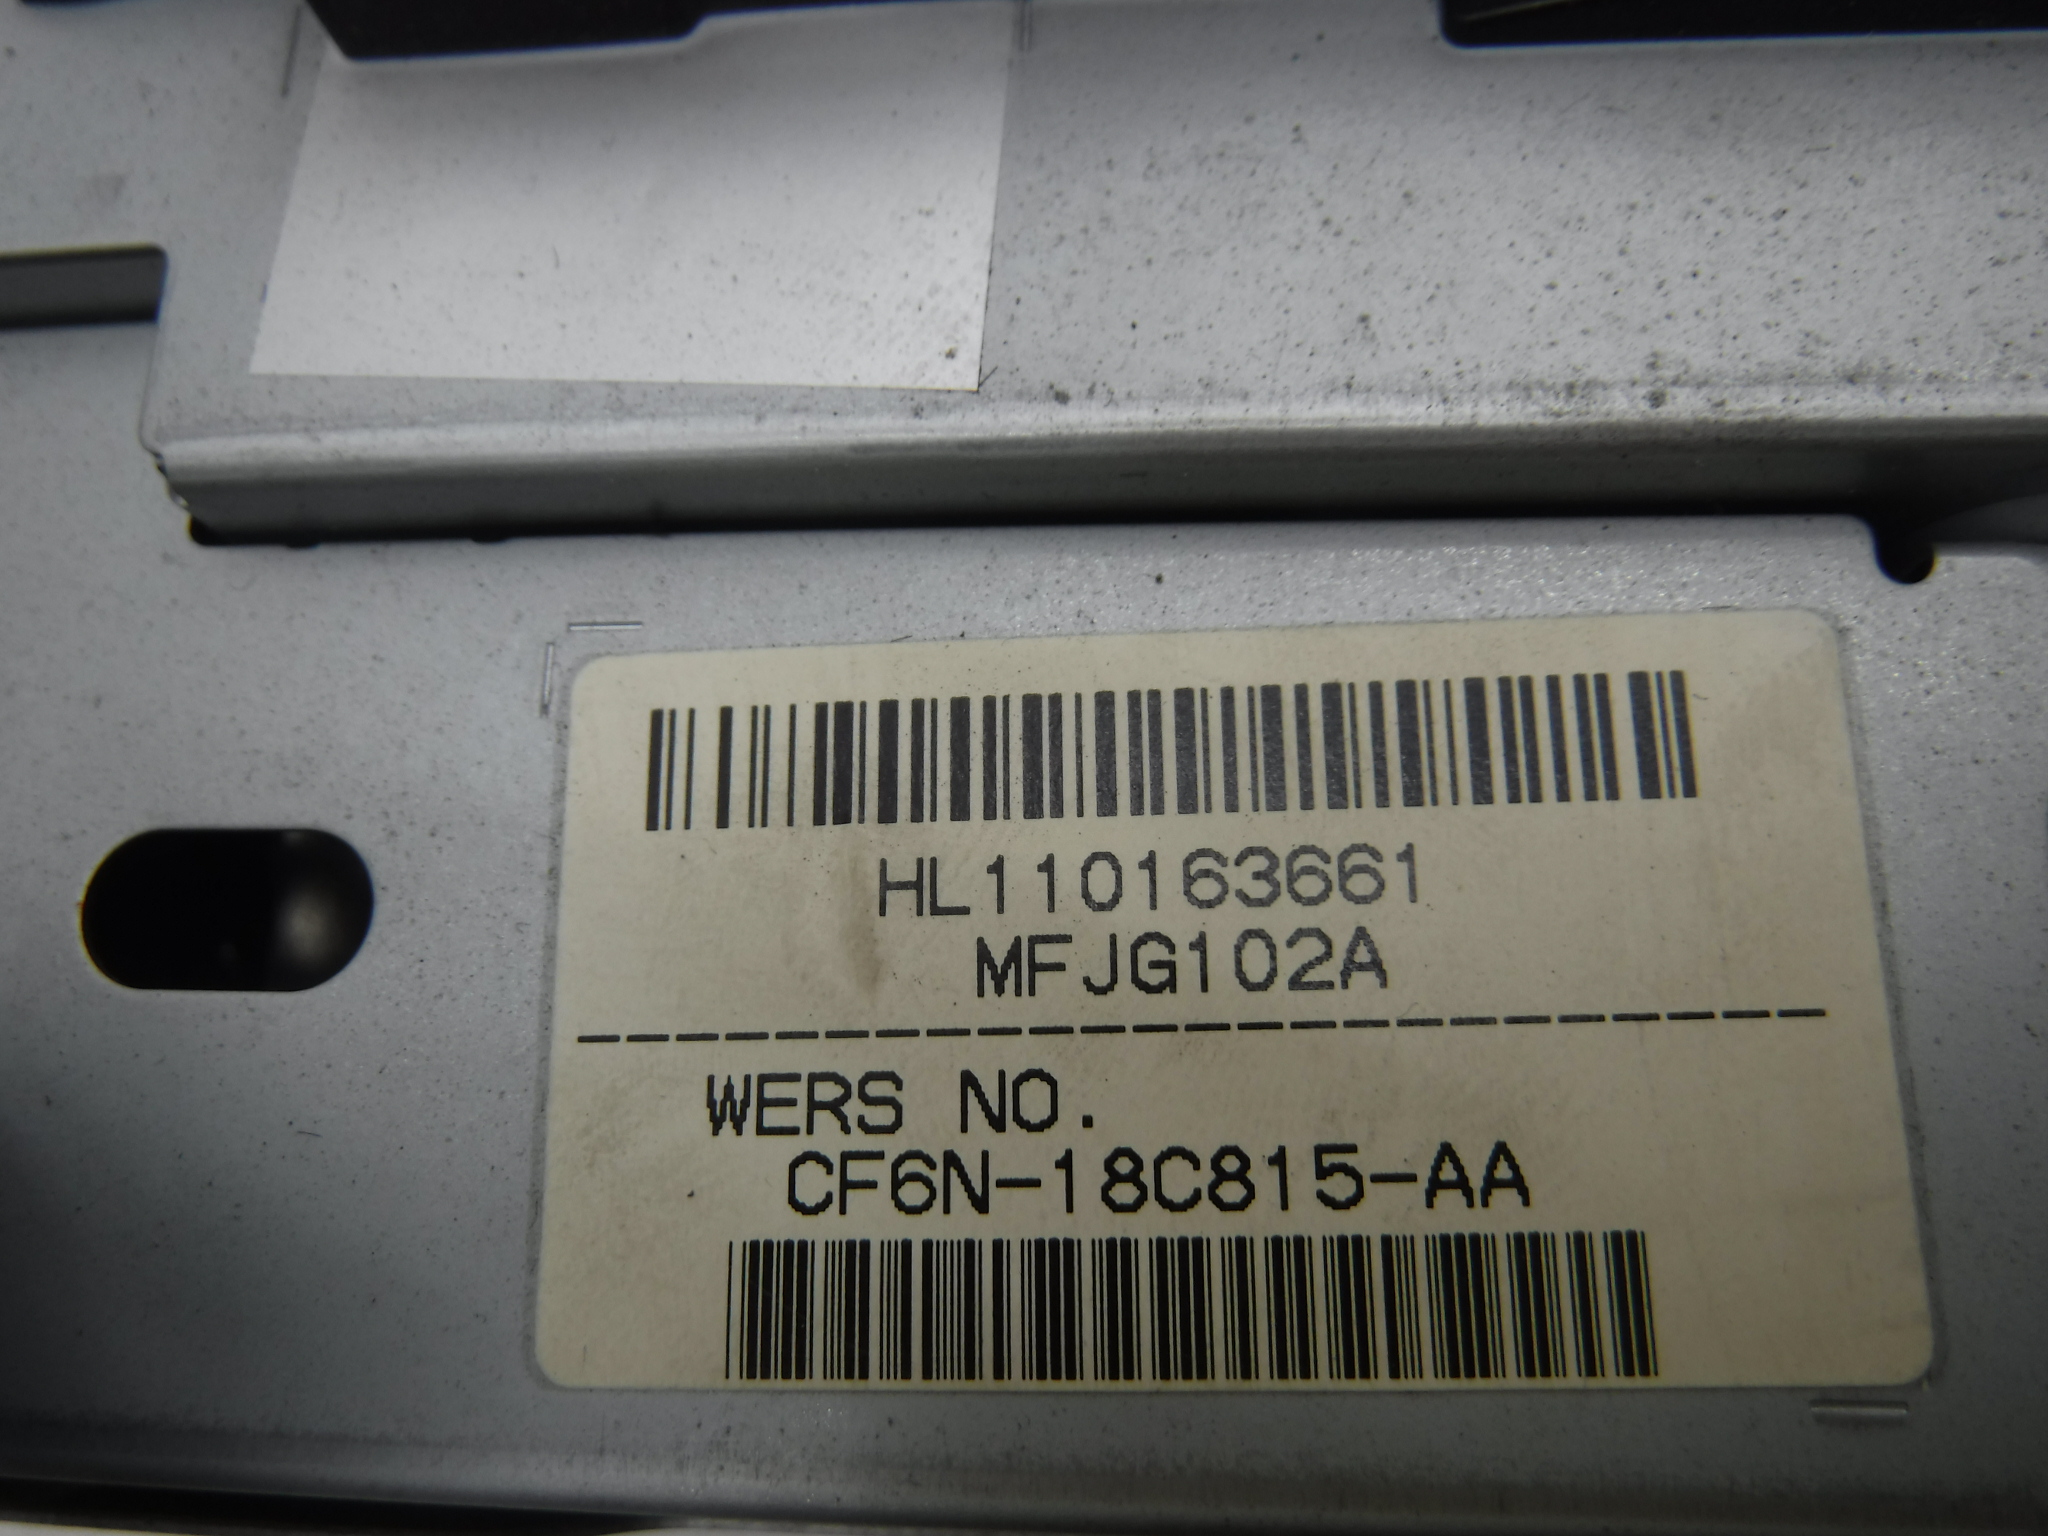 HL110163661
MFJG102A
WERS NO.
CF6N-18C815-AA